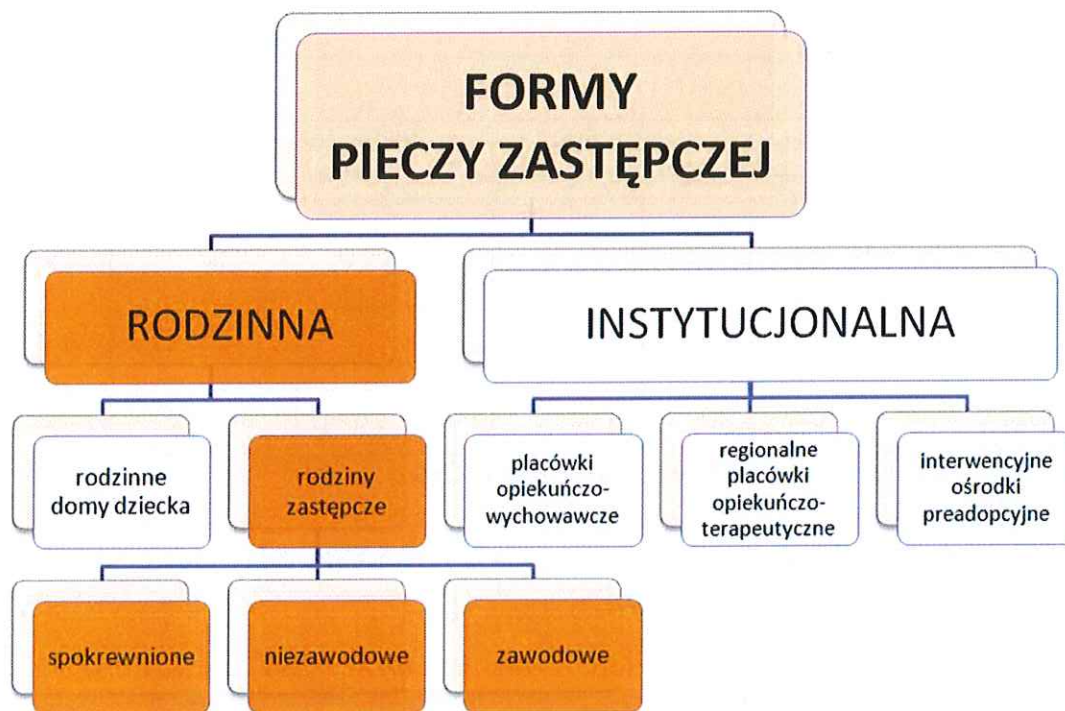 FORMY
PIECZY ZASTĘPCZEJ
RODZINNA
INSTYTUCJONALNA
rodzinne
domy dziecka
rodziny
zastępcze
placówki
opiekuńczo-
wychowawcze
regionalne
placówki
opiekuńczo-
terapeutyczne
interwencyjne
ośrodki
preadopcyjne
spokrewnione
niezawodowe
zawodowe